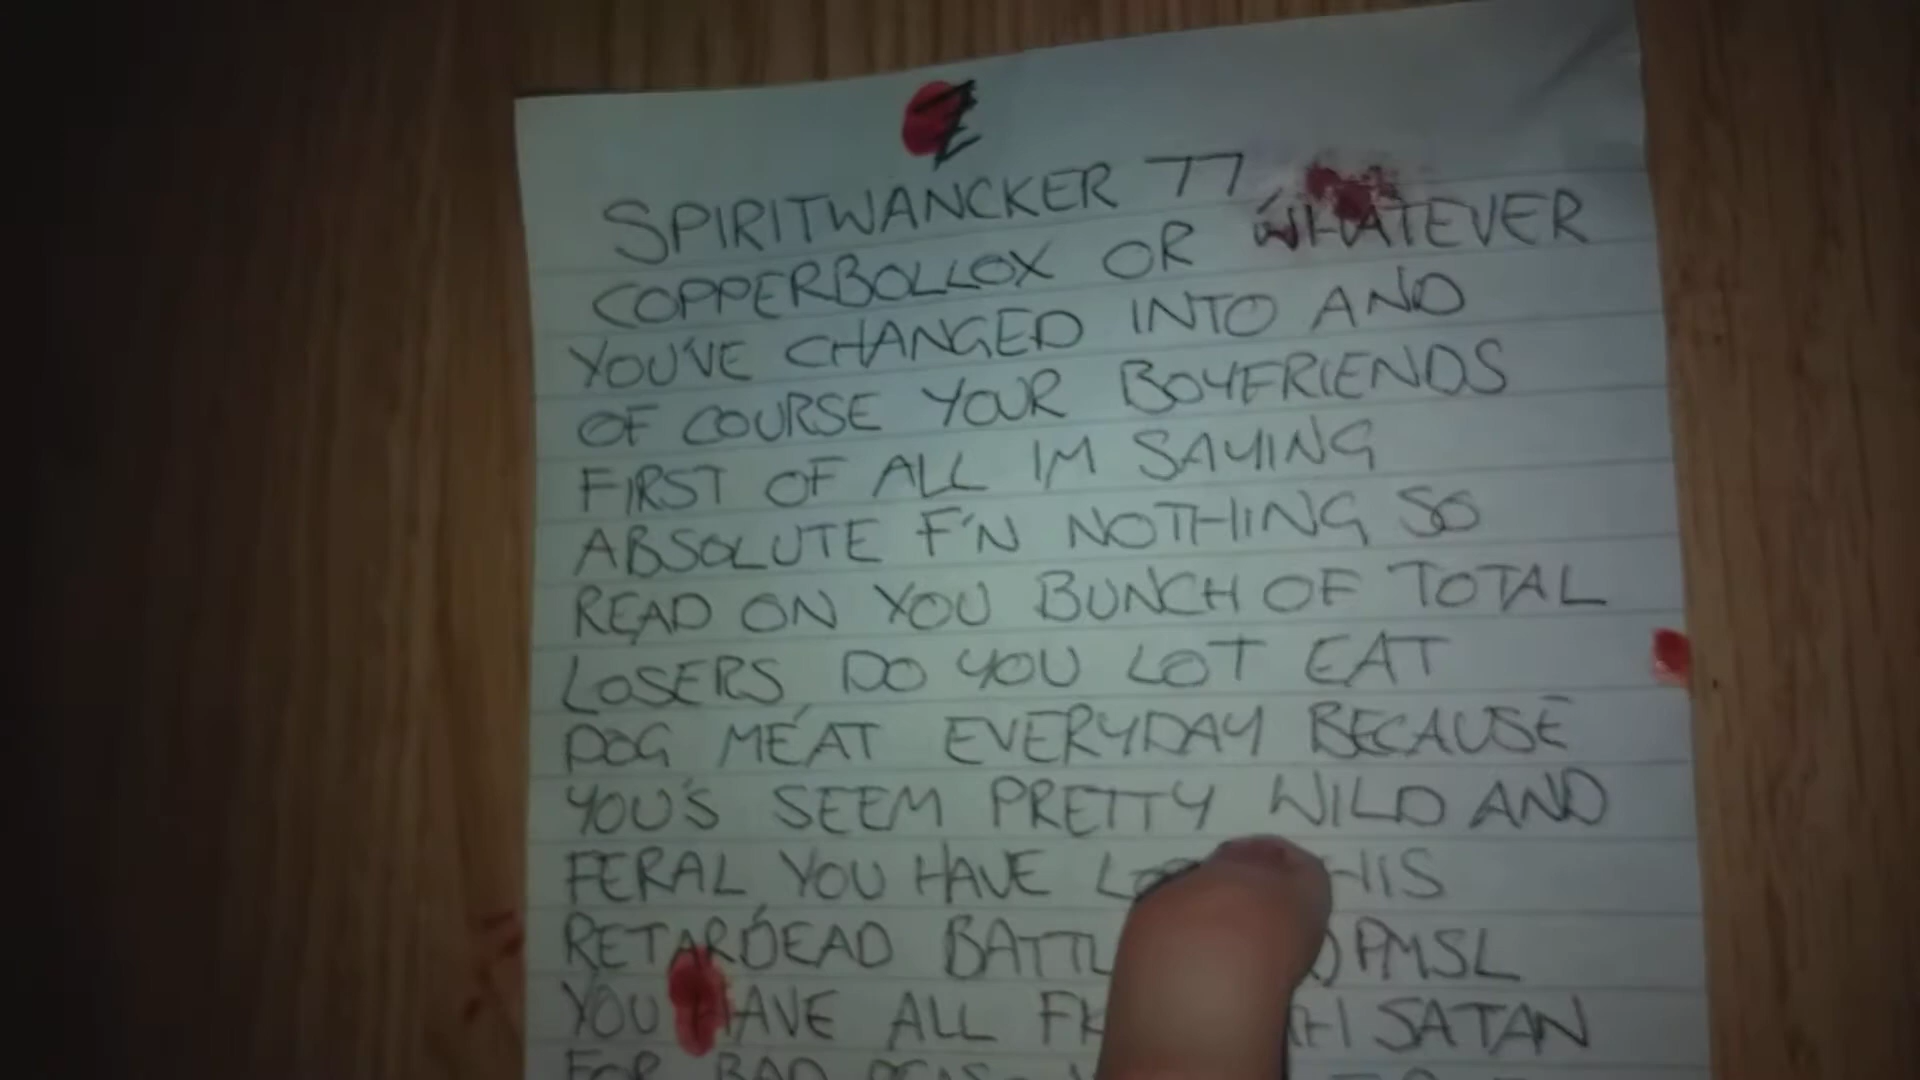 SPIRITWANCKER 77
COPPERBOLLOX OR WHATEVER
YOU'VE CHANGED INTO AND
OF COURSE YOUR BOYFRIENDS
FIRST OF ALL IM SAYING
ABSOLUTE F'N NOTHING SO
READ ON YOU BUNCH OF TOTAL
LOSERS, DO YOU LOT EAT
DOG MEAT EVERYDAY BECAUSE
YOU'S SEEM PRETTY WILD AND
FERAL YOU HAVE
RETARDEAD PMSL
YOU HAVE ALL SATAN
FOR BAD